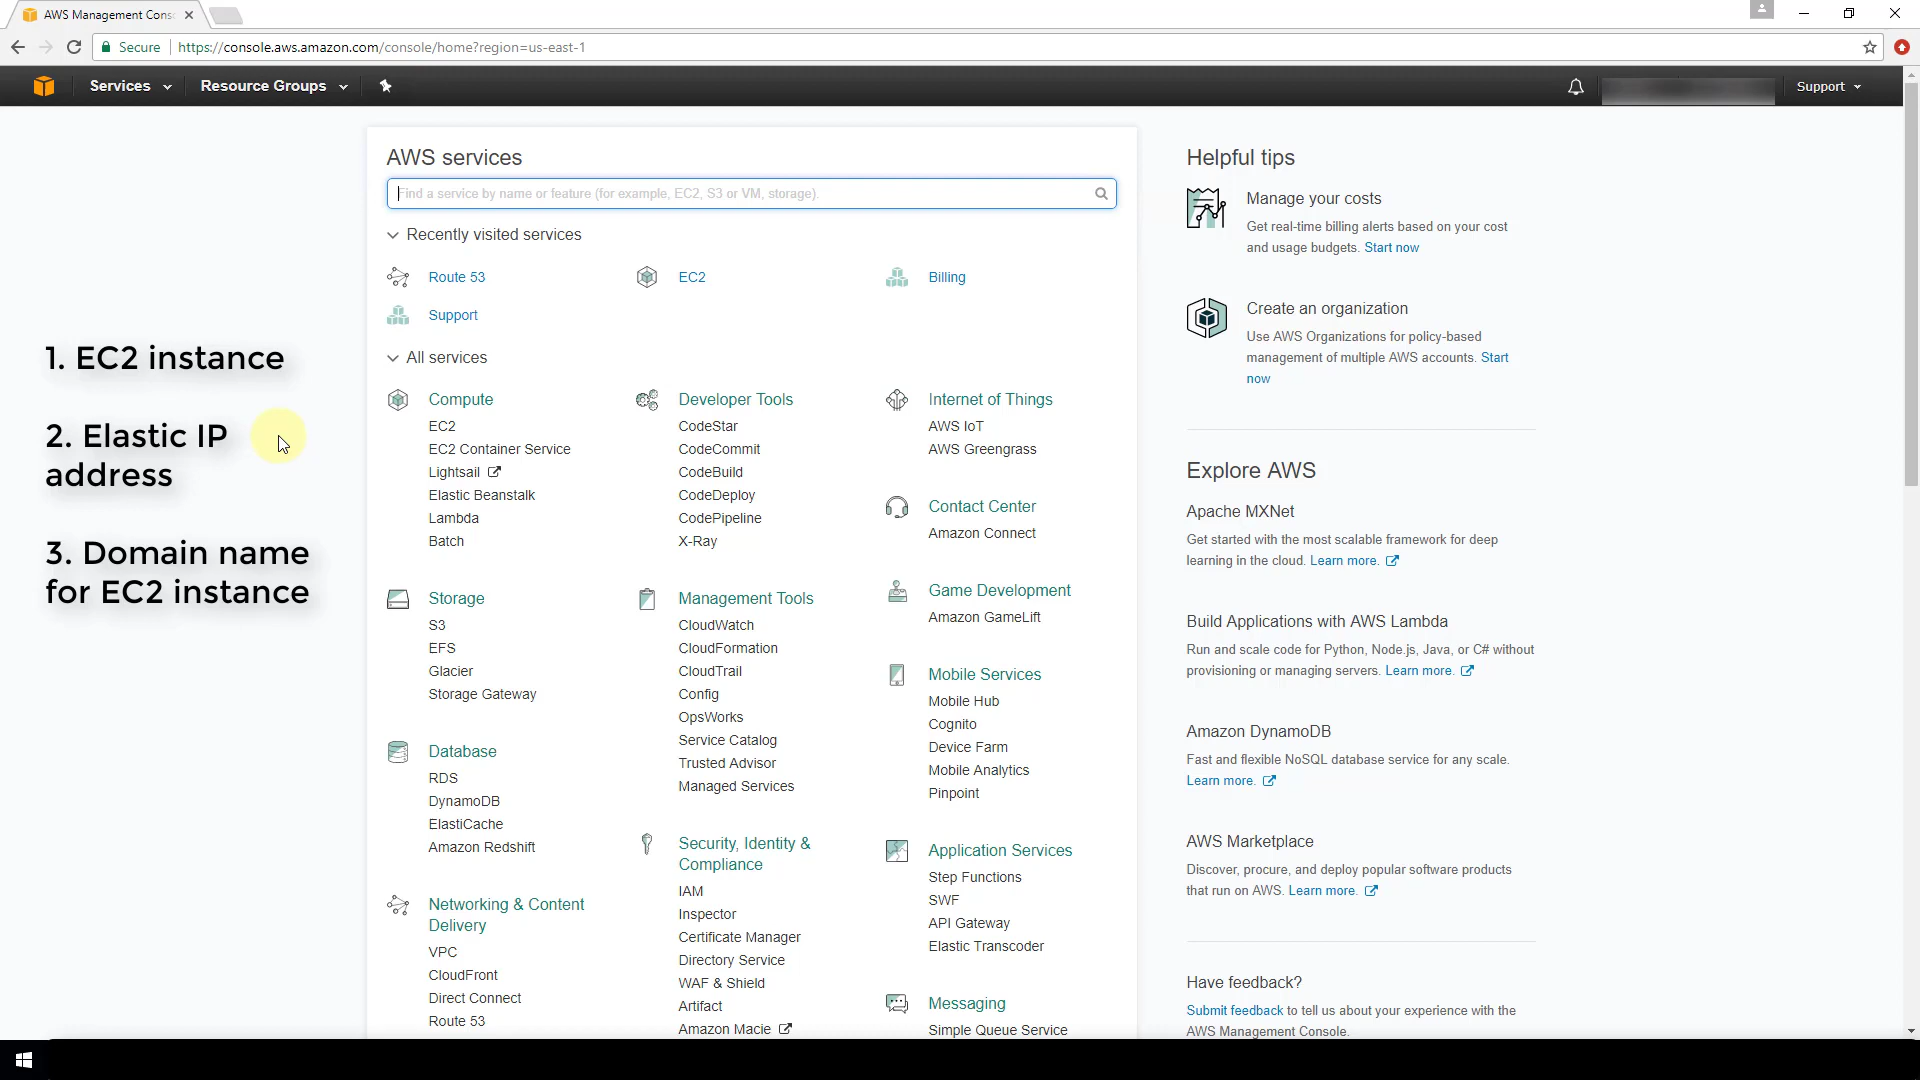 AWS Management Cons
Secure
https://console.aws.amazon.com/console/home?region=us-east-1
Services
Resource Groups
Support
AWS services
Find a service by name or feature (for example, EC2, S3 or VM, storage).
Recently visited services
Route 53
EC2
Billing
Support
All services
Compute
EC2
EC2 Container Service
Lightsail
Elastic Beanstalk
Lambda
Batch
Storage
S3
EFS
Glacier
Storage Gateway
Database
RDS
DynamoDB
ElastiCache
Amazon Redshift
Networking & Content
Delivery
VPC
CloudFront
Direct Connect
Route 53
Developer Tools
CodeStar
CodeCommit
CodeBuild
CodeDeploy
CodePipeline
X-Ray
Management Tools
CloudWatch
CloudFormation
CloudTrail
Config
OpsWorks
Service Catalog
Trusted Advisor
Managed Services
Security, Identity &
Compliance
IAM
Inspector
Certificate Manager
Directory Service
WAF & Shield
Artifact
Amazon Macie
Internet of Things
AWS IoT
AWS Greengrass
Contact Center
Amazon Connect
Game Development
Amazon GameLift
Mobile Services
Mobile Hub
Cognito
Device Farm
Mobile Analytics
Pinpoint
Application Services
Step Functions
SWF
API Gateway
Elastic Transcoder
Messaging
Simple Queue Service
Helpful tips
Manage your costs
Get real-time billing alerts based on your cost
and usage budgets. Start now
Create an organization
Use AWS Organizations for policy-based
management of multiple AWS accounts. Start
now
Explore AWS
Apache MXNet
Get started with the most scalable framework for deep
learning in the cloud. Learn more.
Build Applications with AWS Lambda
Run and scale code for Python, Node.js, Java, or C# without
provisioning or managing servers. Learn more.
Amazon DynamoDB
Fast and flexible NoSQL database service for any scale.
Learn more.
AWS Marketplace
Discover, procure, and deploy popular software products
that run on AWS. Learn more.
Have feedback?
Submit feedback to tell us about your experience with the
AWS Management Console.
1. EC2 instance
2. Elastic IP
address
3. Domain name
for EC2 instance